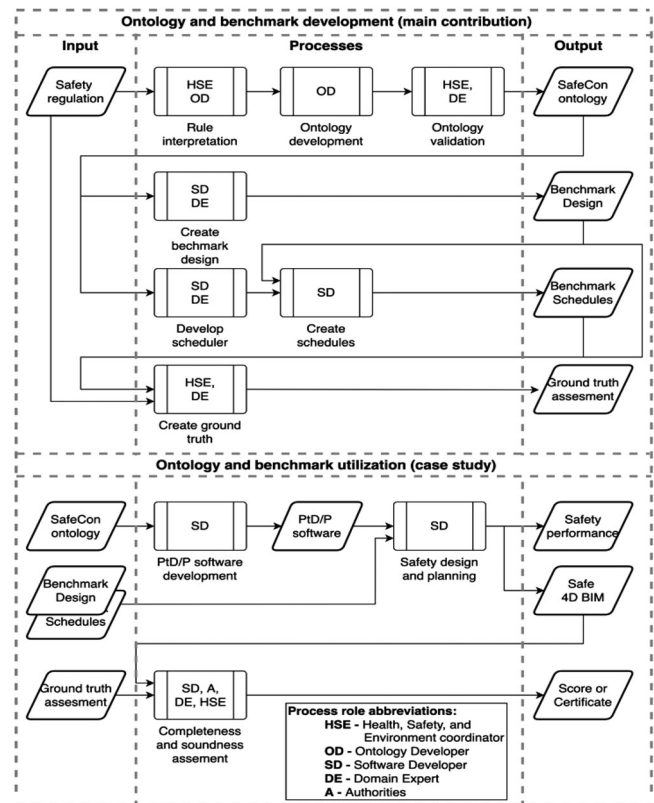 Ontology and benchmark development (main contribution)
Input
Processes
Output
Safety
regulation
HSE
OD
Rule
interpretation
OD
Ontology
development
HSE,
DE
Ontology
validation
SafeCon
ontology
SD
DE
Create
bechmark
design
Benchmark
Design
SD
DE
Develop
scheduler
SD
Create
schedules
Benchmark
Schedules
HSE,
DE
Create ground
truth
Ground truth
assesment
Ontology and benchmark utilization (case study)
SafeCon
ontology
SD
PtD/P software
development
PtD/P
software
SD
Safety design
and planning
Safety
performance
Benchmark
Design
Schedules
Safe
4D BIM
Ground truth
assesment
SD, A,
DE, HSE
Completeness
and soundness
assement
Score or
Certificate
Process role abbreviations:
HSE - Health, Safety, and
Environment coordinator
OD - Ontology Developer
SD - Software Developer
DE - Domain Expert
A - Authorities